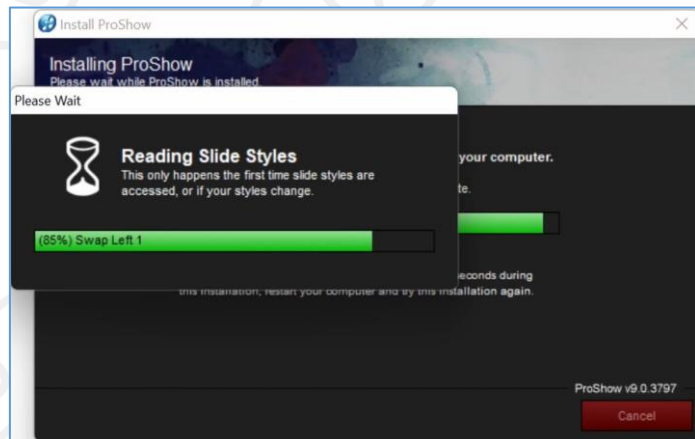 Install ProShow
Installing ProShow
Please wait while ProShow is installed.
Please Wait
Reading Slide Styles
This only happens the first time slide styles are
accessed, or if your styles change.
(85%) Swap Left 1
your computer.
te.
econds during
this installation, restart your computer and try this installation again.
ProShow v9.0.3797
Cancel